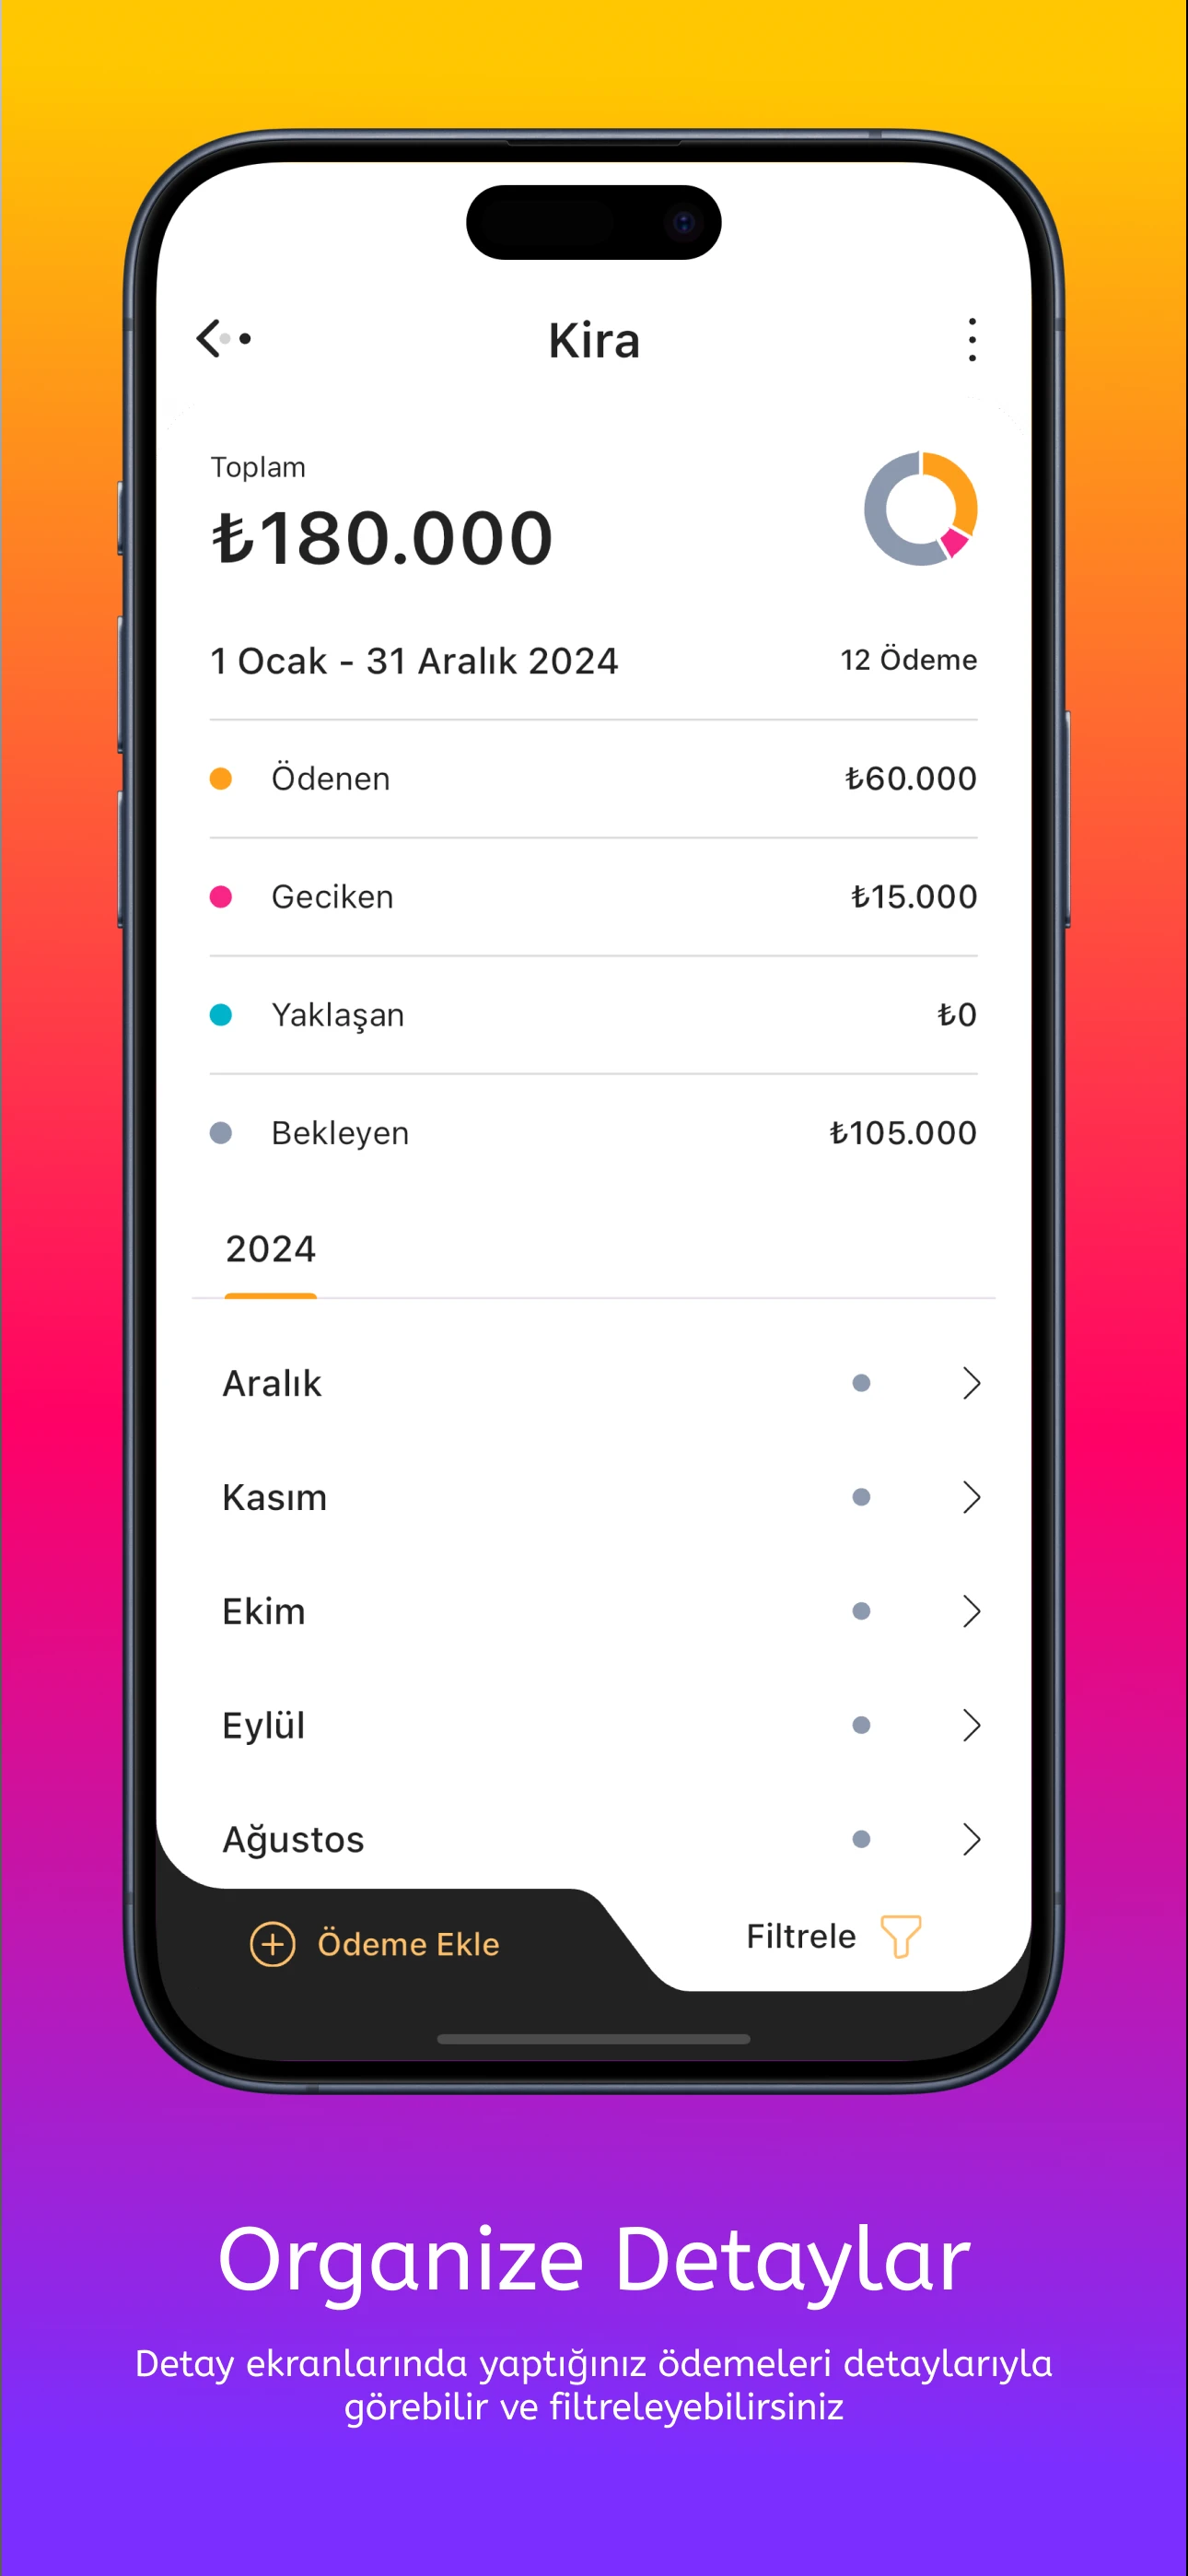 Kira
Toplam
₺180.000
1 Ocak - 31 Aralık 2024 12 Ödeme
Ödenen ₺60.000
Geciken ₺15.000
Yaklaşan ₺0
Bekleyen ₺105.000
2024
Aralık
Kasım
Ekim
Eylül
Ağustos
Ödeme Ekle Filtrele
Organize Detaylar
Detay ekranlarında yaptığınız ödemeleri detaylarıyla
görebilir ve filtreleyebilirsiniz